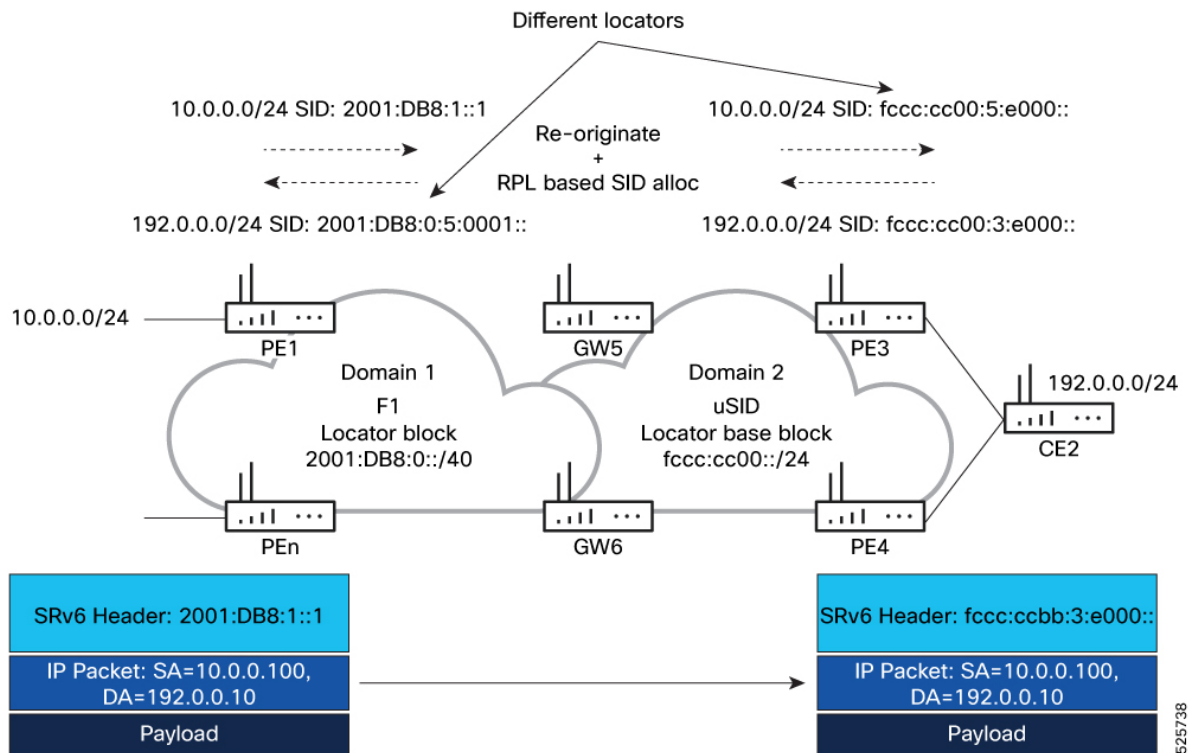 Different locators
10.0.0.0/24 SID: 2001:DB8:1::1
10.0.0.0/24 SID: fccc:cc00:5:e000::
Re-originate
+
RPL based SID alloc
192.0.0.0/24 SID: 2001:DB8:0:5:0001::
192.0.0.0/24 SID: fccc:cc00:3:e000::
10.0.0.0/24
PE1
GW5
PE3
Domain 1
F1
Locator block
2001:DB8:0::/40
Domain 2
uSID
Locator base block
fccc:cc00::/24
192.0.0.0/24
CE2
PEn
GW6
PE4
SRv6 Header: 2001:DB8:1::1
IP Packet: SA=10.0.0.100,
DA=192.0.0.10
Payload
SRv6 Header: fccc:ccbb:3:e000::
IP Packet: SA=10.0.0.100,
DA=192.0.0.10
Payload
525738